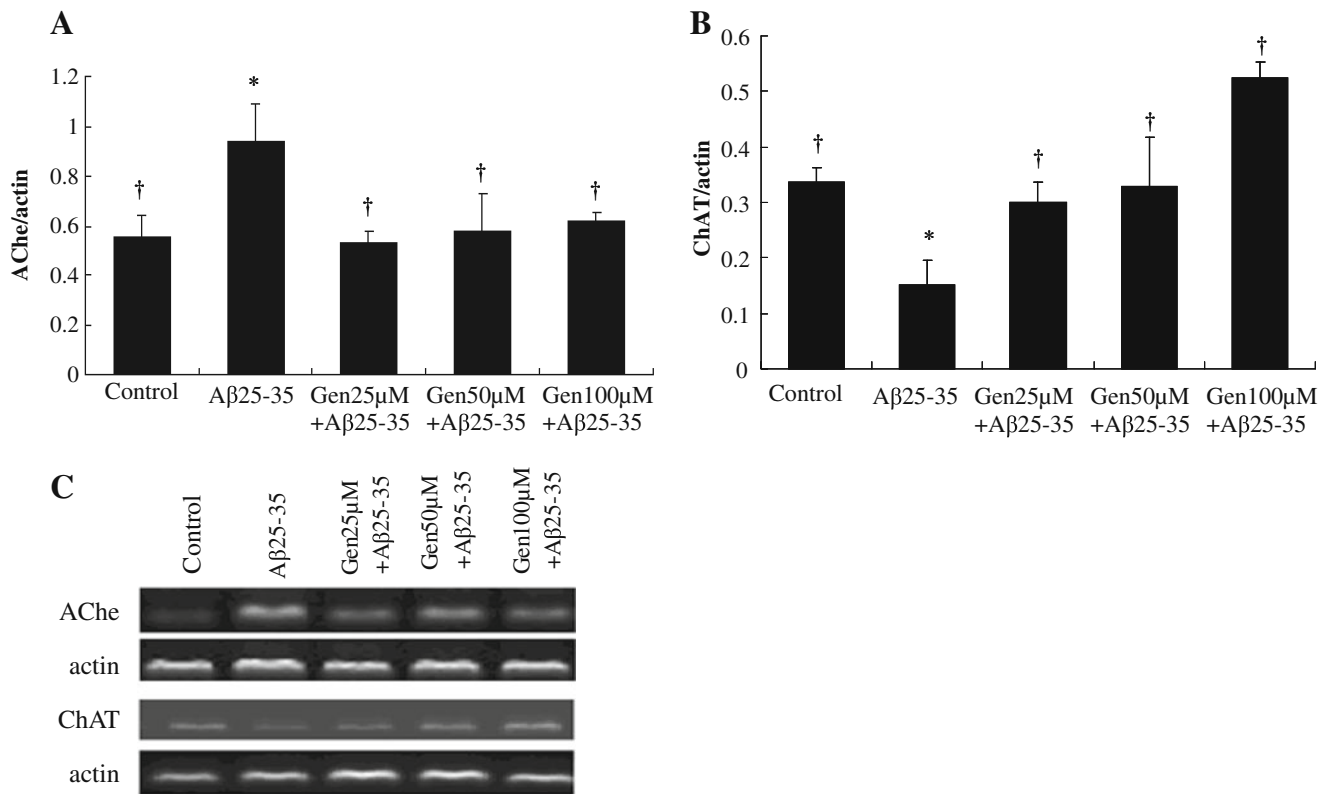 A
1.2
1
0.8
0.6
0.4
0.2
0
AChe/actin
†
*
†
†
†
Control
Aβ25-35
Gen25μM
+Aβ25-35
Gen50μM
+Aβ25-35
Gen100μM
+Aβ25-35
B
0.6
0.5
0.4
0.3
0.2
0.1
0
ChAT/actin
†
*
†
†
†
Control
Aβ25-35
Gen25μM
+Aβ25-35
Gen50μM
+Aβ25-35
Gen100μM
+Aβ25-35
C
Control
Aβ25-35
Gen25μM
+Aβ25-35
Gen50μM
+Aβ25-35
Gen100μM
+Aβ25-35
AChe
actin
ChAT
actin